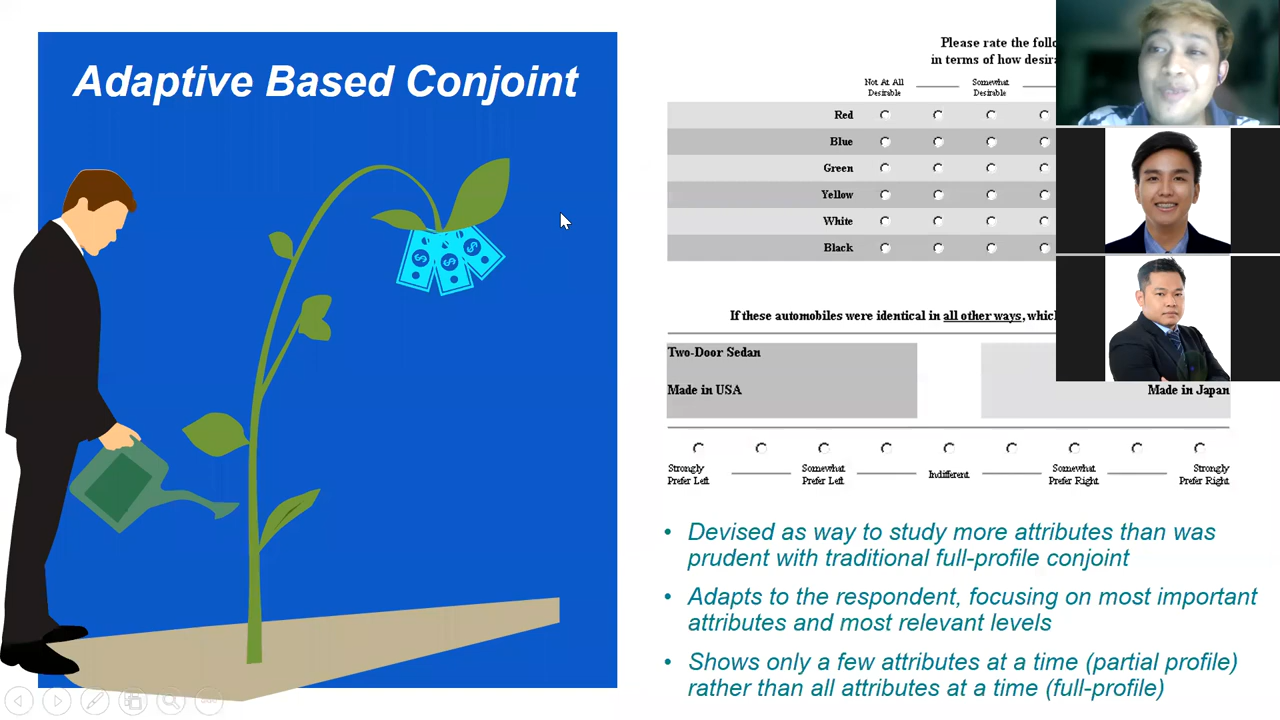 Adaptive Based Conjoint
Please rate the follo
in terms of how desira
Not At All
Desirable
Somewhat
Desirable
Red
Blue
Green
Yellow
White
Black
If these automobiles were identical in all other ways, which
Two-Door Sedan
Made in USA
Made in Japan
Strongly
Prefer Left
Somewhat
Prefer Left
Indifferent
Somewhat
Prefer Right
Strongly
Prefer Right
• Devised as way to study more attributes than was
prudent with traditional full-profile conjoint
• Adapts to the respondent, focusing on most important
attributes and most relevant levels
• Shows only a few attributes at a time (partial profile)
rather than all attributes at a time (full-profile)